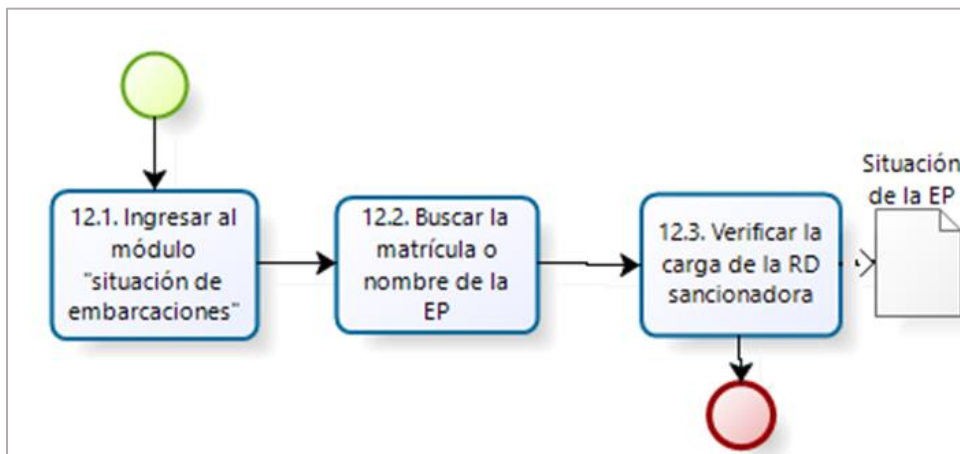 12.1. Ingresar al
módulo
"situación de
embarcaciones"
12.2. Buscar la
matrícula o
nombre de la
EP
12.3. Verificar la
carga de la RD
sancionadora
Situación
de la EP